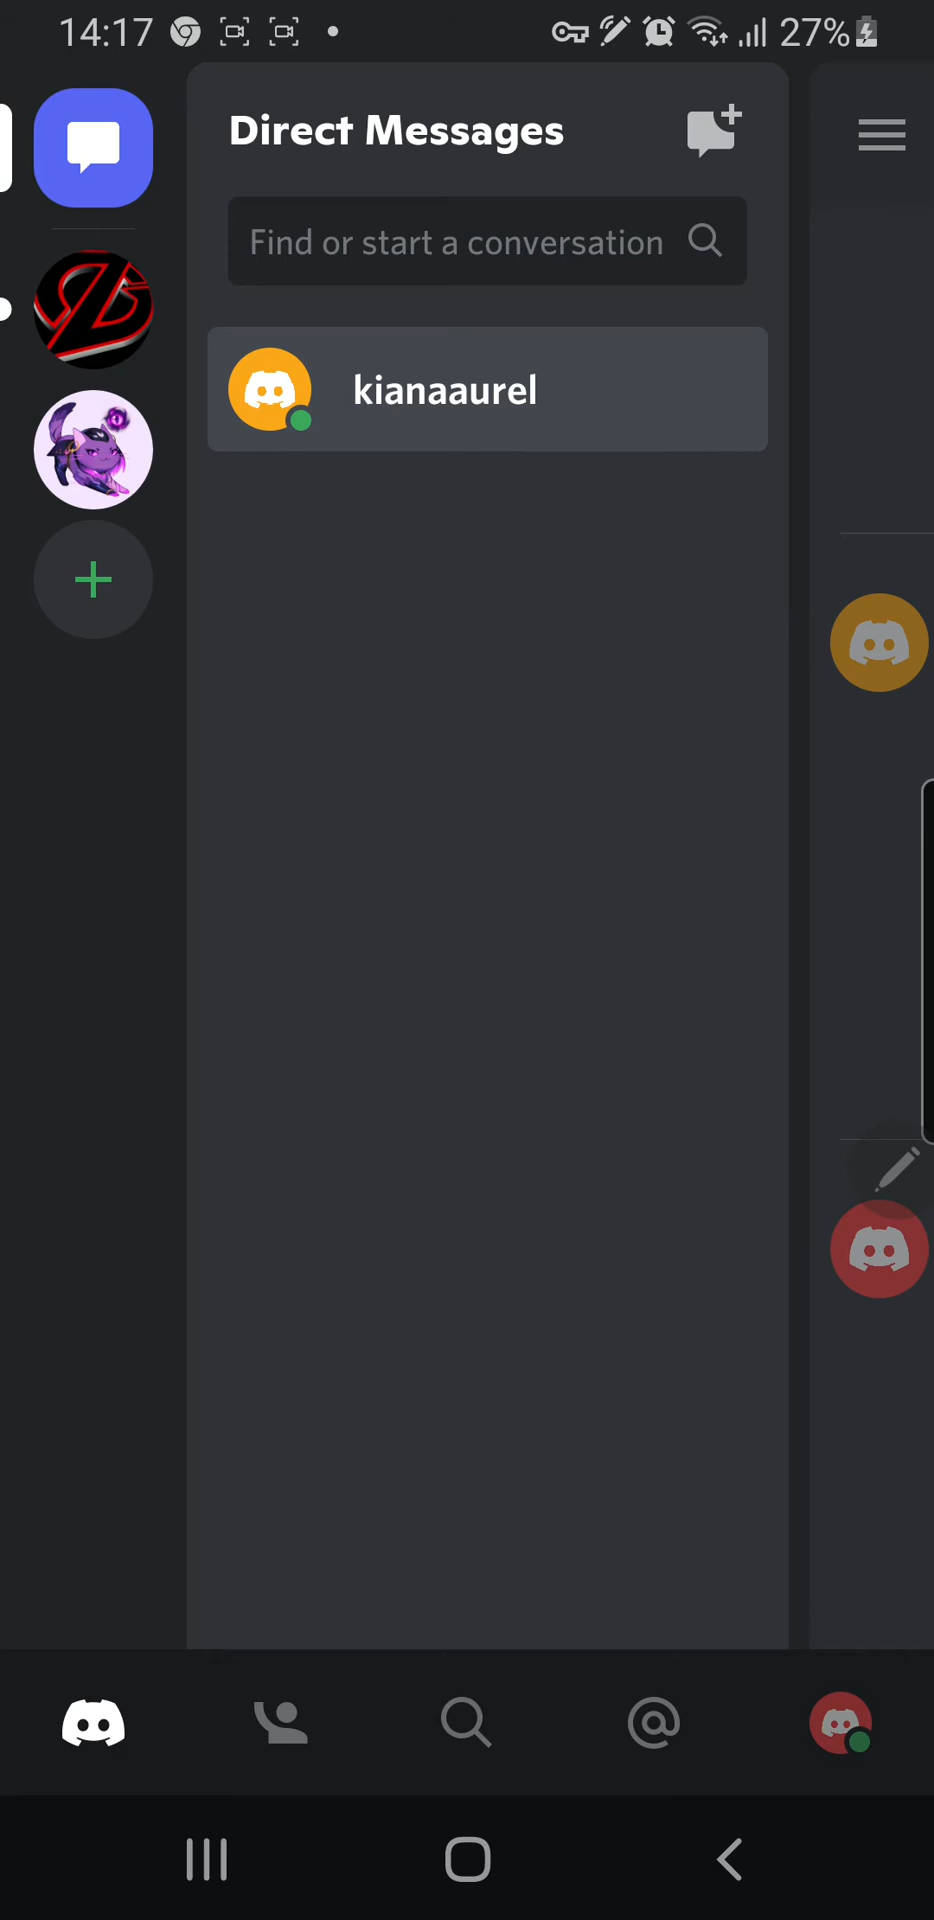 14:17
27%
Direct Messages
Find or start a conversation
kianaaurel